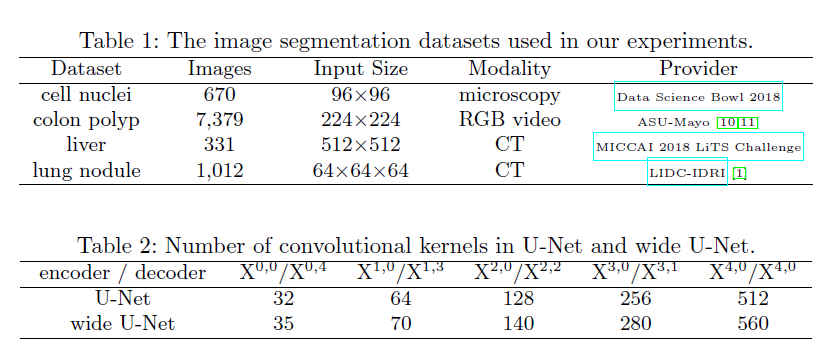 Table 1: The image segmentation datasets used in our experiments.
Dataset Images Input Size Modality Provider
cell nuclei 670 96×96 microscopy Data Science Bowl 2018
colon polyp 7,379 224×224 RGB video ASU-Mayo [10,11]
liver 331 512×512 CT MICCAI 2018 LiTS Challenge
lung nodule 1,012 64×64×64 CT LIDC-IDRI [1]
Table 2: Number of convolutional kernels in U-Net and wide U-Net.
encoder / decoder X^{0,0}/X^{0,4} X^{1,0}/X^{1,3} X^{2,0}/X^{2,2} X^{3,0}/X^{3,1} X^{4,0}/X^{4,0}
U-Net 32 64 128 256 512
wide U-Net 35 70 140 280 560